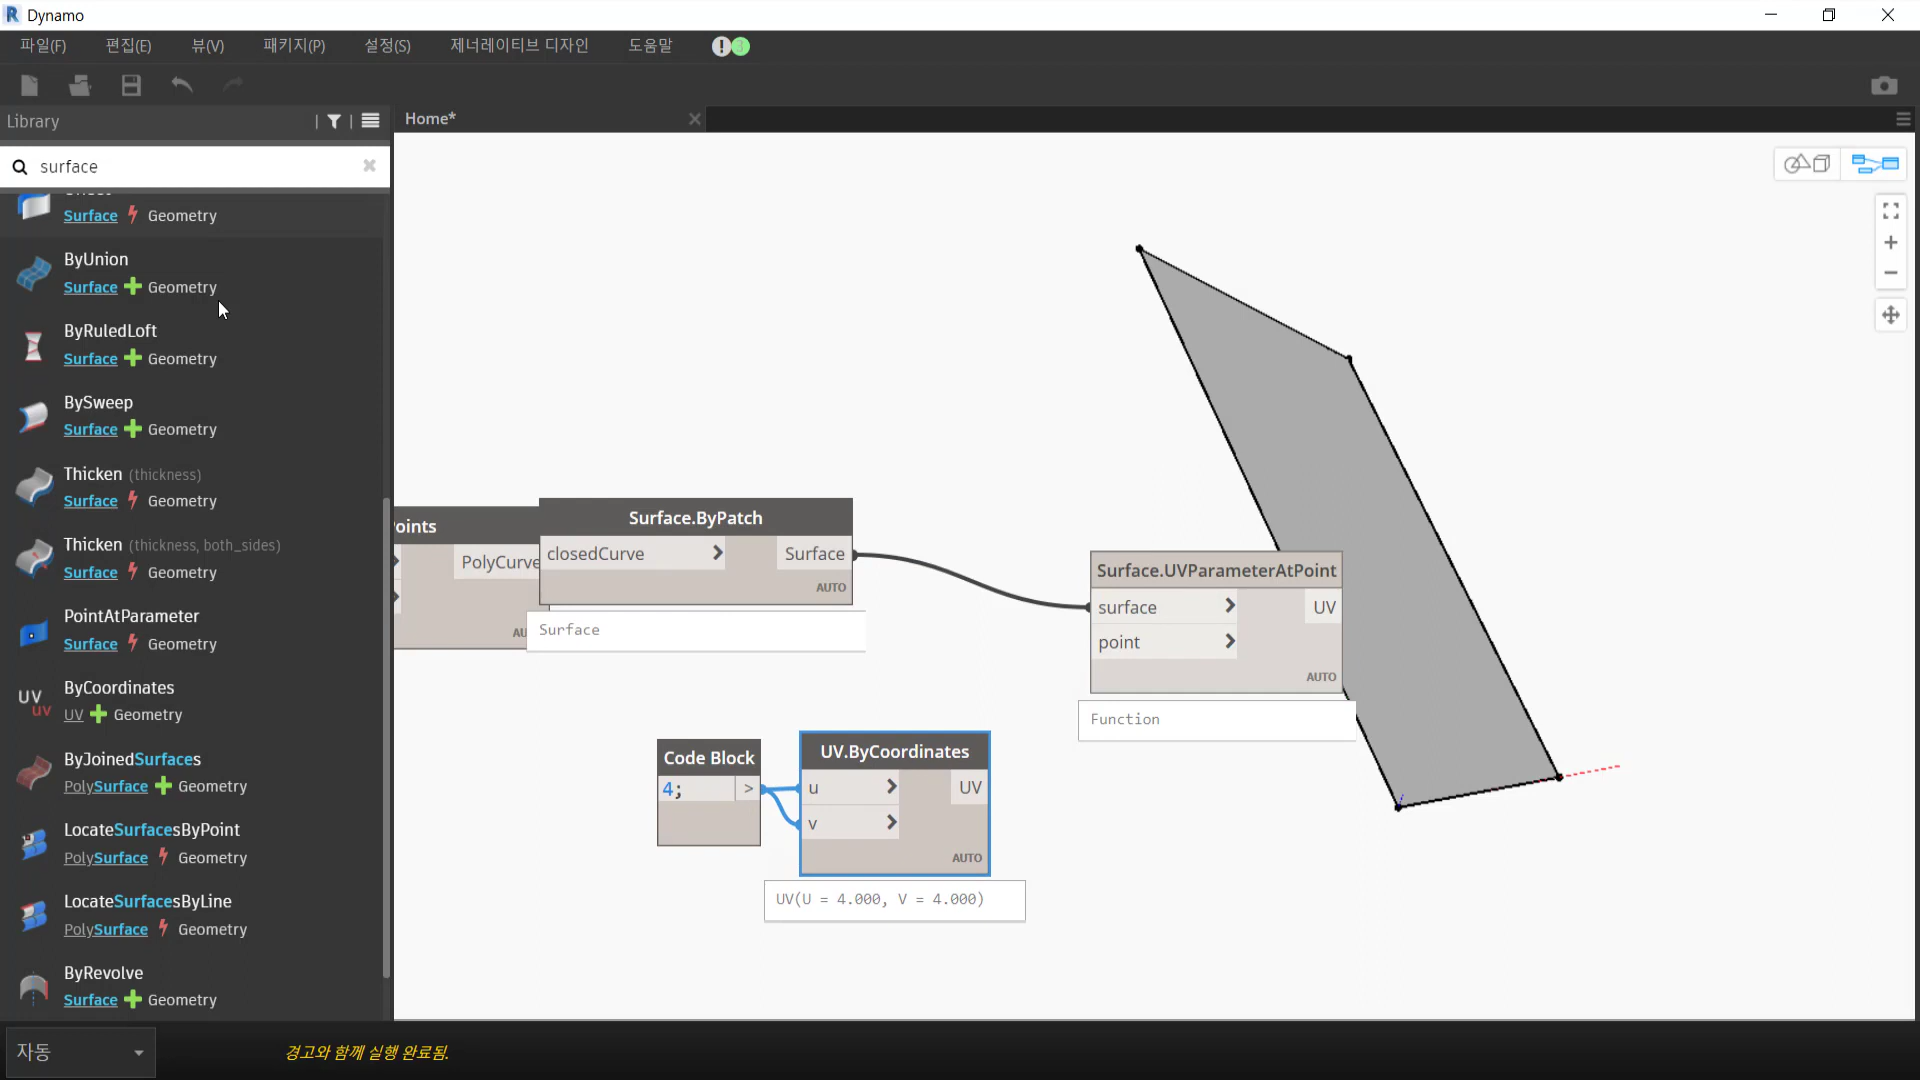 Dynamo
파일(F) 편집(E) 뷰(V) 패키지(P) 설정(S) 제너레이티브 디자인 도움말
Library
Home*
surface
Surface Geometry
ByUnion
Surface Geometry
ByRuledLoft
Surface Geometry
BySweep
Surface Geometry
Thicken (thickness)
Surface Geometry
Thicken (thickness, both_sides)
Surface Geometry
PointAtParameter
Surface Geometry
ByCoordinates
UV Geometry
ByJoinedSurfaces
PolySurface Geometry
LocateSurfacesByPoint
PolySurface Geometry
LocateSurfacesByLine
PolySurface Geometry
ByRevolve
Surface Geometry
UV
uv
oints
PolyCurve
Surface.ByPatch
closedCurve > Surface
AUTO
Surface
Surface.UVParameterAtPoint
surface > UV
point >
AUTO
Function
Code Block
4; >
UV.ByCoordinates
u > UV
v >
AUTO
UV(U = 4.000, V = 4.000)
자동
경고와 함께 실행 완료됨.